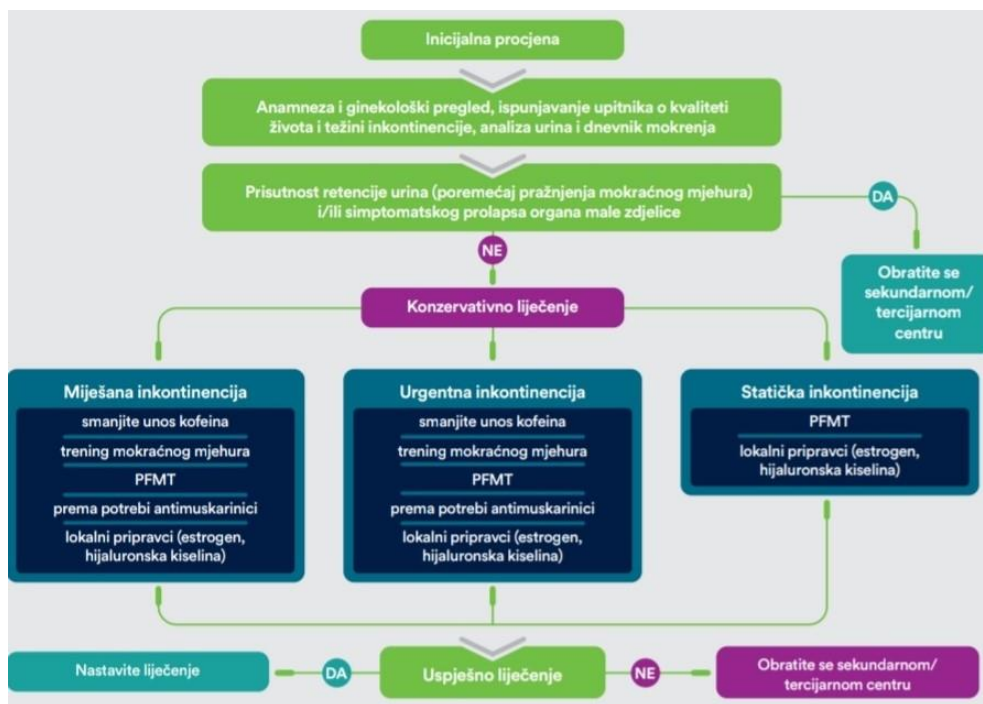 Inicijalna procjena
Anamneza i ginekološki pregled, ispunjavanje upitnika o kvaliteti
života i težini inkontinencije, analiza urina i dnevnik mokrenja
Prisutnost retencije urina (poremećaj pražnjenja mokraćnog mjehura)
i/ili simptomatskog prolapsa organa male zdjelice
DA
NE
Obratite se
sekundarnom/
tercijarnom
centru
Konzervativno liječenje
Miješana inkontinencija
smanjite unos kofeina
trening mokraćnog mjehura
PFMT
prema potrebi antimuskarinici
lokalni pripravci (estrogen,
hijaluronska kiselina)
Urgentna inkontinencija
smanjite unos kofeina
trening mokraćnog mjehura
PFMT
prema potrebi antimuskarinici
lokalni pripravci (estrogen,
hijaluronska kiselina)
Statička inkontinencija
PFMT
lokalni pripravci (estrogen,
hijaluronska kiselina)
Nastavite liječenje
DA
Uspješno liječenje
NE
Obratite se sekundarnom/
tercijarnom centru